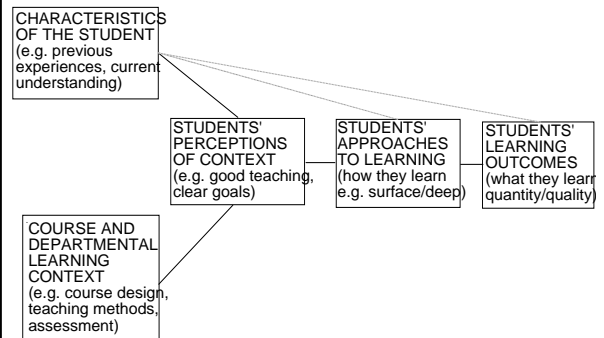 CHARACTERISTICS
OF THE STUDENT
(e.g. previous
experiences, current
understanding)
STUDENTS'
PERCEPTIONS
OF CONTEXT
(e.g. good teaching,
clear goals)
STUDENTS'
APPROACHES
TO LEARNING
(how they learn
e.g. surface/deep)
STUDENTS'
LEARNING
OUTCOMES
(what they learn
quantity/quality)
COURSE AND
DEPARTMENTAL
LEARNING
CONTEXT
(e.g. course design,
teaching methods,
assessment)